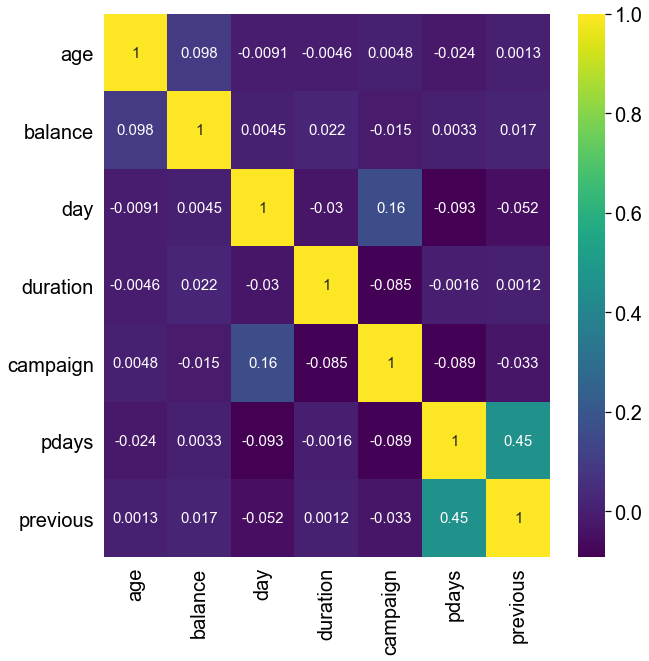 age 1 0.098 -0.0091 -0.0046 0.0048 -0.024 0.0013
balance 0.098 1 0.0045 0.022 -0.015 0.0033 0.017
day -0.0091 0.0045 1 -0.03 0.16 -0.093 -0.052
duration -0.0046 0.022 -0.03 1 -0.085 -0.0016 0.0012
campaign 0.0048 -0.015 0.16 -0.085 1 -0.089 -0.033
pdays -0.024 0.0033 -0.093 -0.0016 -0.089 1 0.45
previous 0.0013 0.017 -0.052 0.0012 -0.033 0.45 1
age balance day duration campaign pdays previous
1.0
0.8
0.6
0.4
0.2
0.0